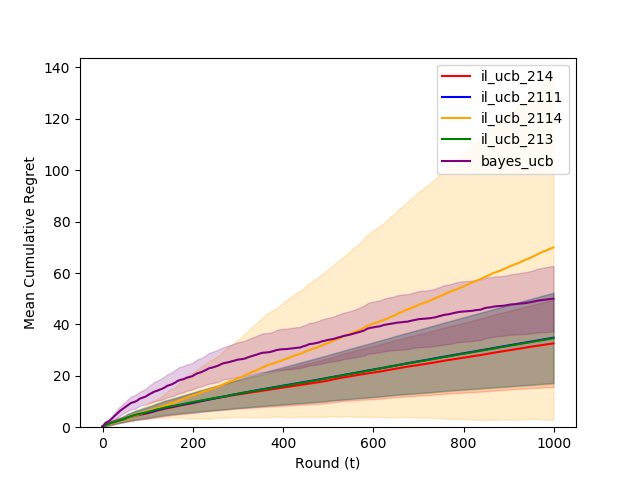 140
120
100
80
60
40
20
0
Mean Cumulative Regret
il_ucb_214
il_ucb_2111
il_ucb_2114
il_ucb_213
bayes_ucb
0 200 400 600 800 1000
Round (t)